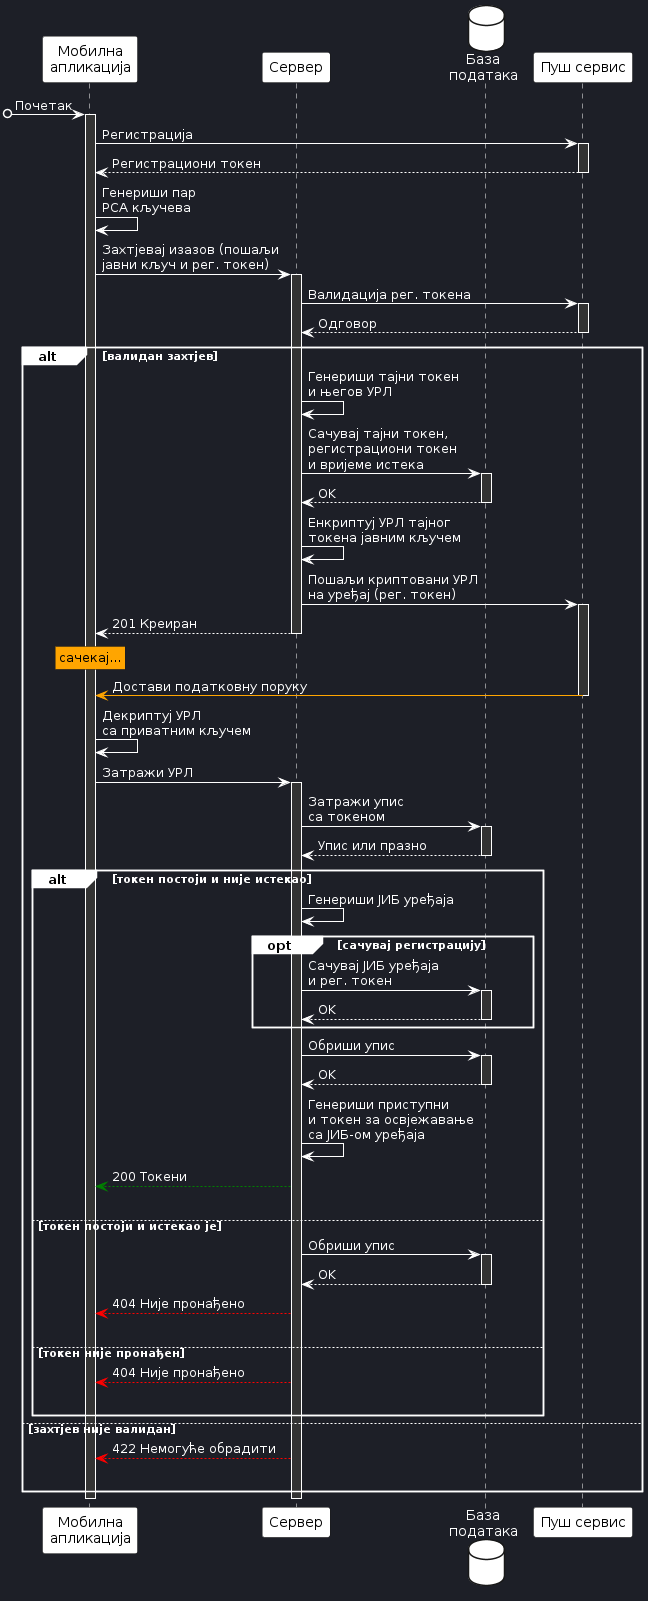 Мобилна
апликација
Сервер
База
података
Пуш сервис
Почетак
Регистрација
Регистрациони токен
Генериши пар
РСА кључева
Захтјевај изазов (пошаљи
јавни кључ и рег. токен)
Валидација рег. токена
Одговор
alt
[валидан захтјев]
Генериши тајни токен
и његов УРЛ
Сачувај тајни токен,
регистрациони токен
и вријеме истека
ОК
Енкриптуј УРЛ тајног
токена јавним кључем
Пошаљи криптовани УРЛ
на уређај (рег. токен)
201 Креиран
сачекај...
Достави податковну поруку
Декриптуј УРЛ
са приватним кључем
Затражи УРЛ
Затражи упис
са токеном
Упис или празно
alt
[токен постоји и није истекао]
Генериши ЈИБ уређаја
opt
[сачувај регистрацију]
Сачувај ЈИБ уређаја
и рег. токен
ОК
Обриши упис
ОК
Генериши приступни
и токен за освјежавање
са ЈИБ-ом уређаја
200 Токени
[токен постоји и истекао је]
Обриши упис
ОК
404 Није пронађено
[токен није пронађен]
404 Није пронађено
[захтјев није валидан]
422 Немогуће обрадити
Мобилна
апликација
Сервер
База
података
Пуш сервис